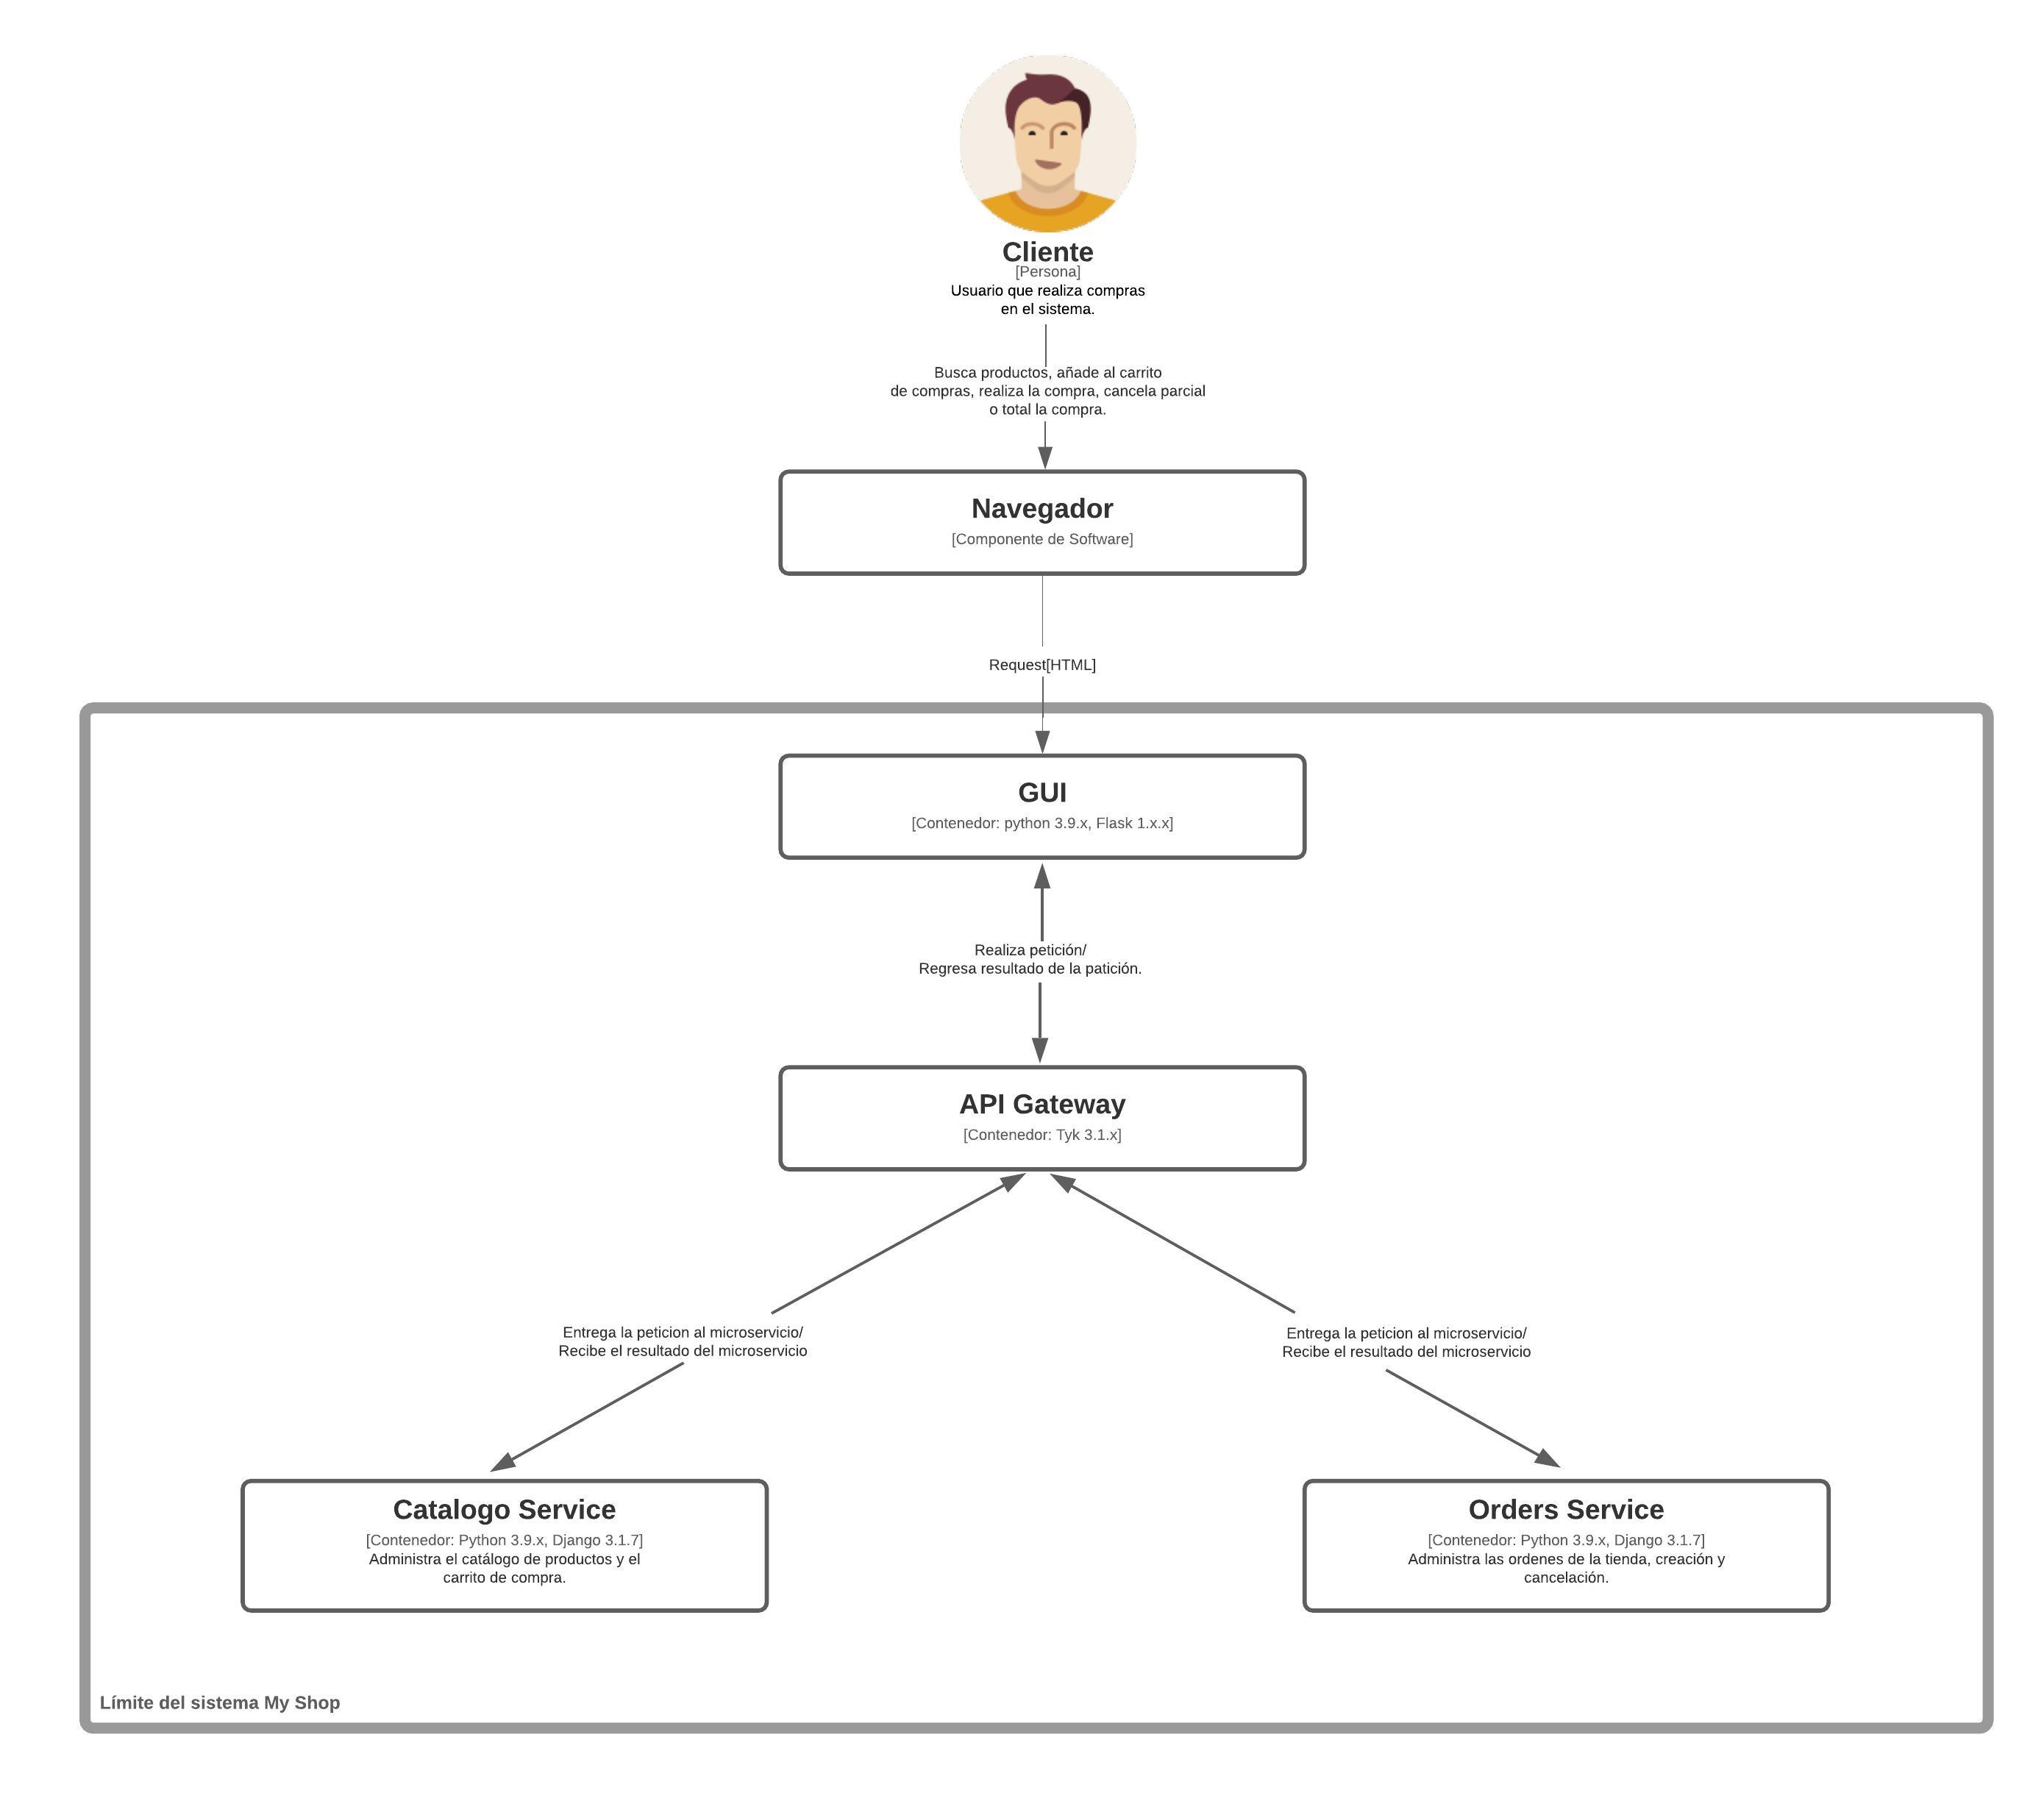 Cliente
[Persona]
Usuario que realiza compras
en el sistema.
Busca productos, añade al carrito
de compras, realiza la compra, cancela parcial
o total la compra.
Navegador
[Componente de Software]
Request[HTML]
GUI
[Contenedor: python 3.9.x, Flask 1.x.x]
Realiza petición/
Regresa resultado de la patición.
API Gateway
[Contenedor: Tyk 3.1.x]
Entrega la peticion al microservicio/
Recibe el resultado del microservicio
Entrega la peticion al microservicio/
Recibe el resultado del microservicio
Catalogo Service
[Contenedor: Python 3.9.x, Django 3.1.7]
Administra el catálogo de productos y el
carrito de compra.
Orders Service
[Contenedor: Python 3.9.x, Django 3.1.7]
Administra las ordenes de la tienda, creación y
cancelación.
Límite del sistema My Shop